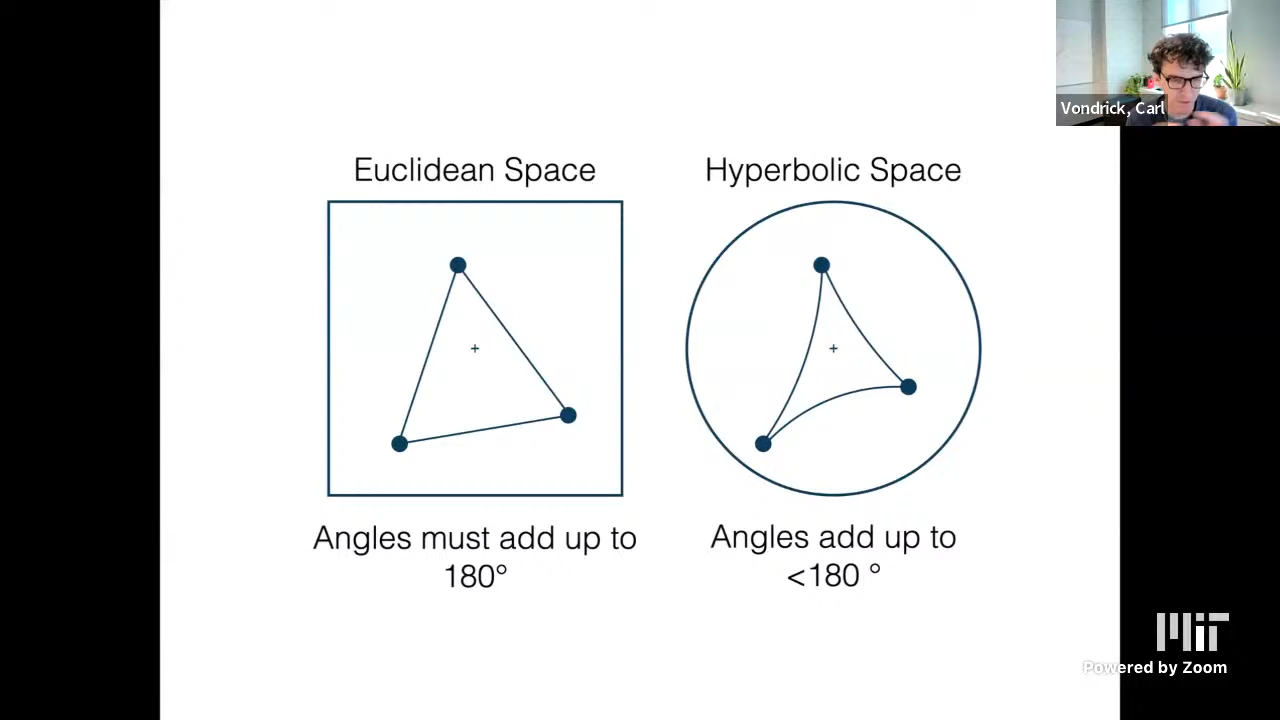 Vondrick, Carl
Euclidean Space
Hyperbolic Space
Angles must add up to
180°
Angles add up to
<180 °
MIT
Powered by Zoom